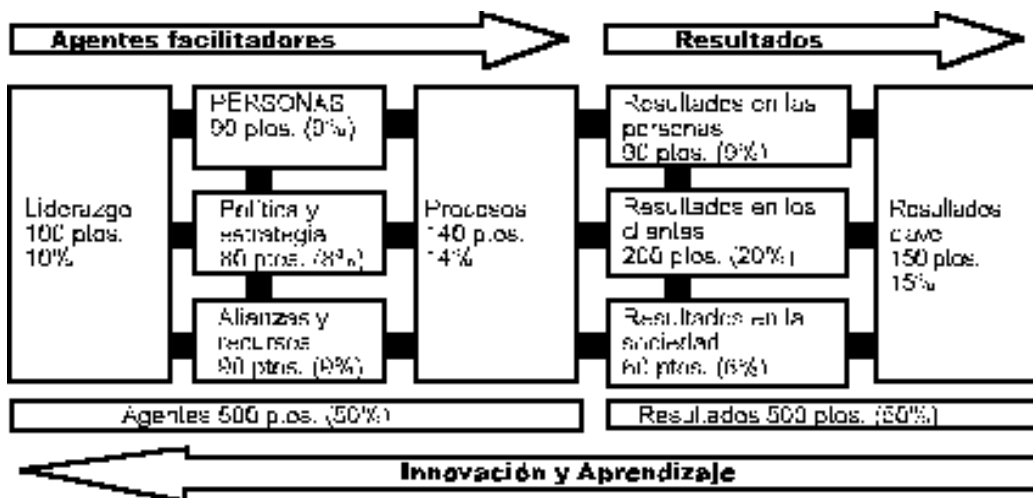 Agentes facilitadores
Resultados
Liderazgo
100 ptos.
10%
PERSONAS
90 ptos. (9%)
Política y
estrategia
80 ptos. (8%)
Alianzas y
recursos
90 ptos. (9%)
Procesos
140 ptos.
14%
Resultados en las
personas
90 ptos. (9%)
Resultados en los
clientes
200 ptos. (20%)
Resultados en la
sociedad
60 ptos. (6%)
Resultados
clave
150 ptos.
15%
Agentes 500 ptos. (50%)
Resultados 500 ptos. (50%)
Innovación y Aprendizaje